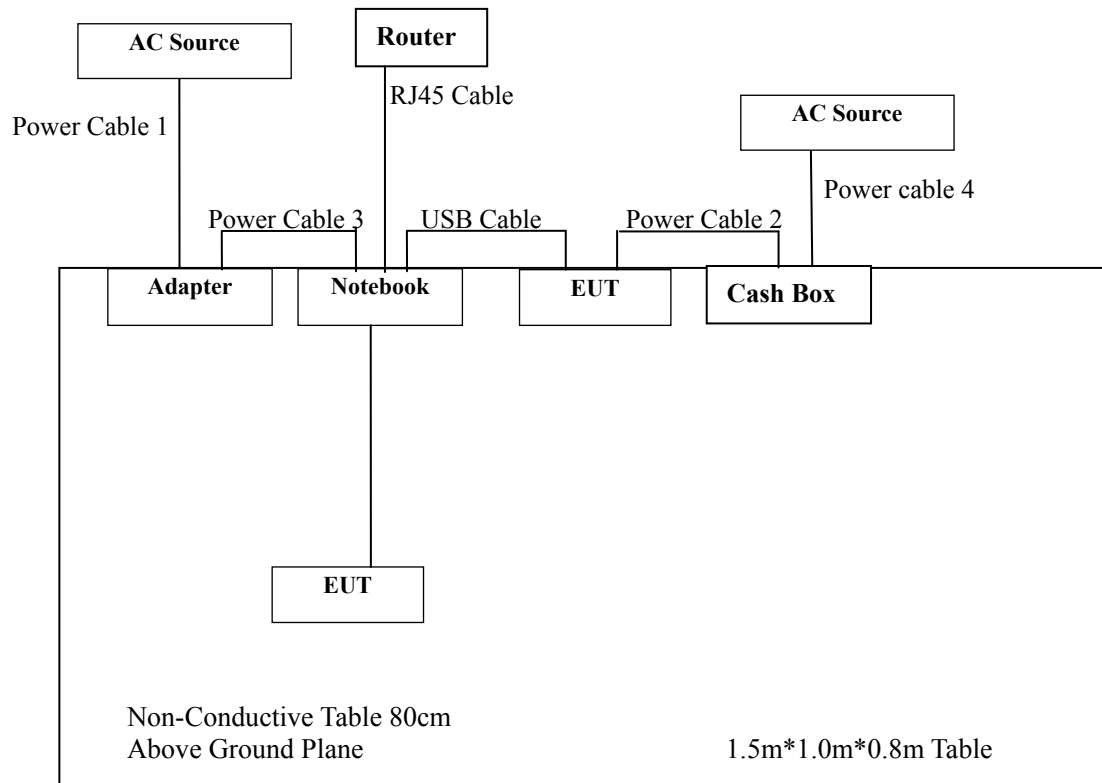 AC Source
Router
RJ45 Cable
Power Cable 1
AC Source
Power cable 4
Power Cable 3
USB Cable
Power Cable 2
Adapter
Notebook
EUT
Cash Box
EUT
Non-Conductive Table 80cm
Above Ground Plane
1.5m*1.0m*0.8m Table